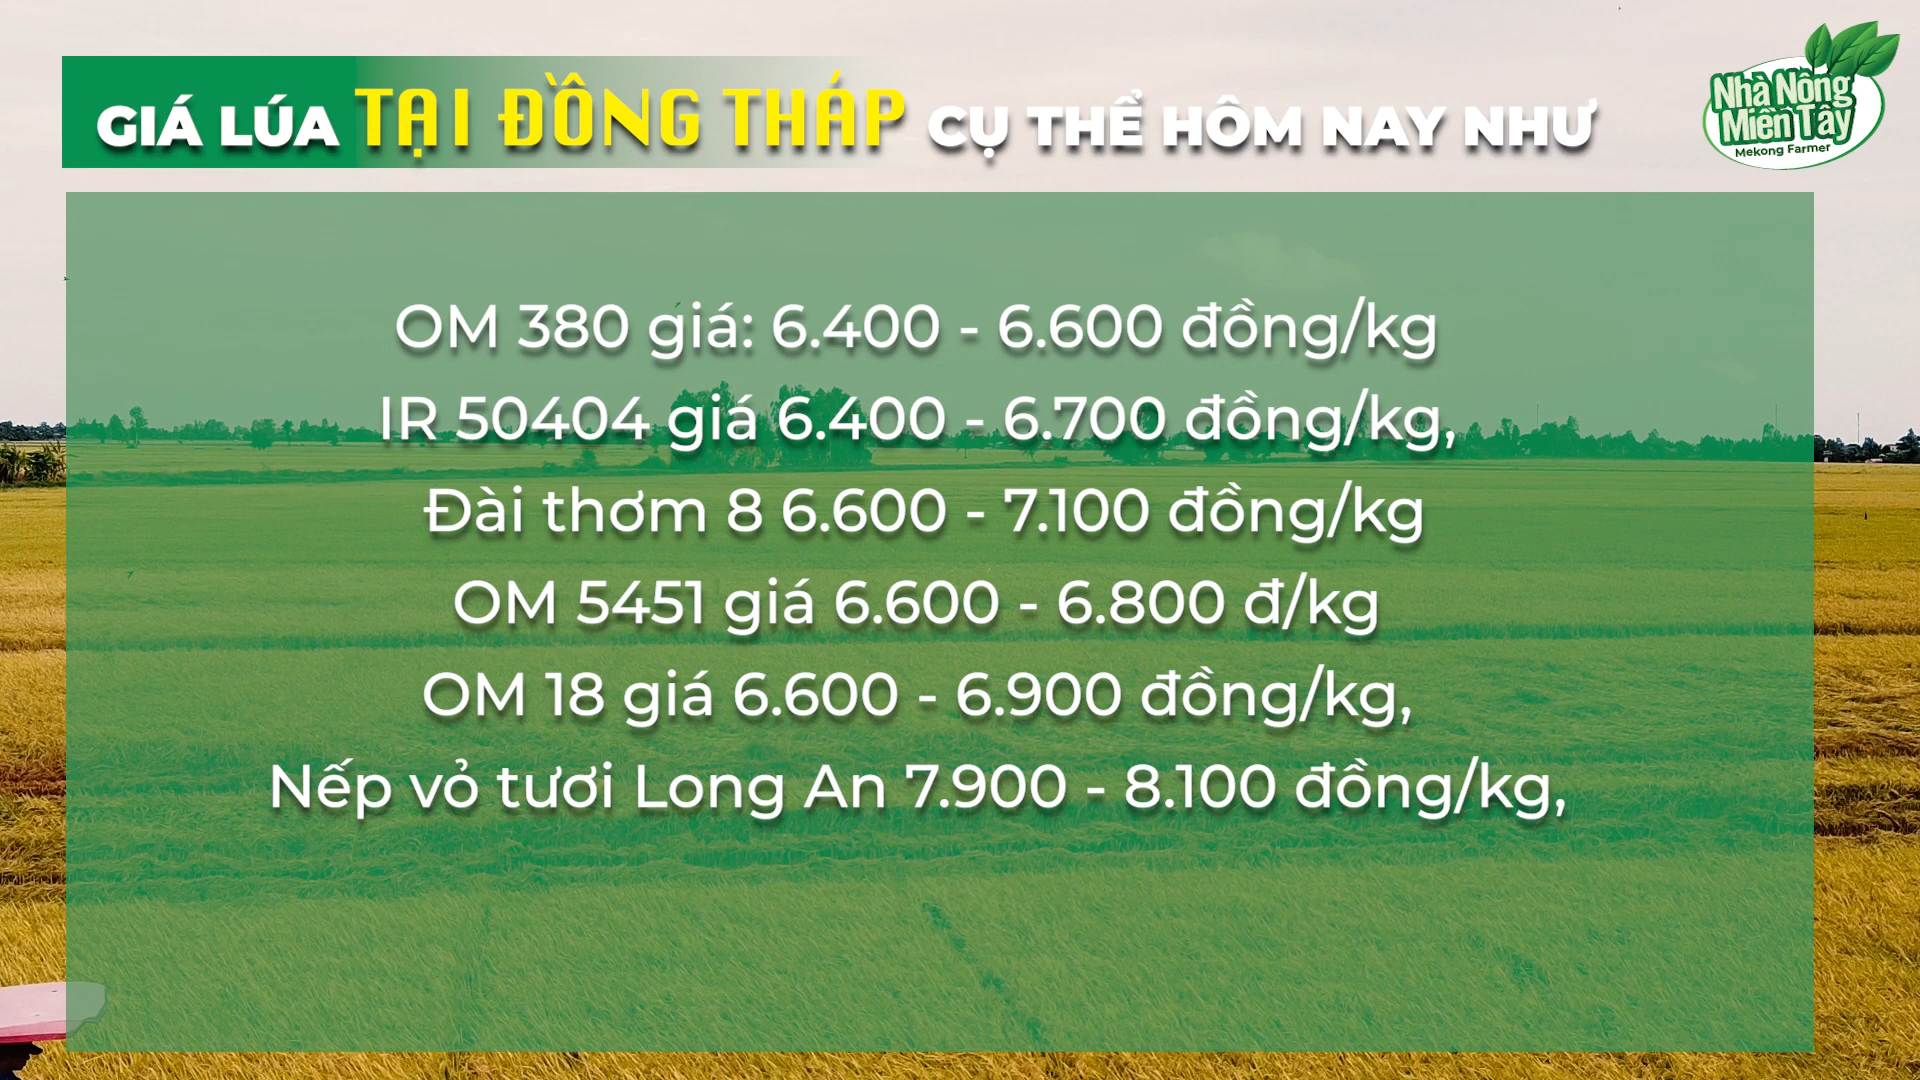 GIÁ LÚA TẠI ĐỒNG THÁP CỤ THỂ HÔM NAY NHƯ
Nhà Nông
Miền Tây
Mekong Farmer
OM 380 giá: 6.400 - 6.600 đồng/kg
IR 50404 giá 6.400 - 6.700 đồng/kg,
Đài thơm 8 6.600 - 7.100 đồng/kg
OM 5451 giá 6.600 - 6.800 đ/kg
OM 18 giá 6.600 - 6.900 đồng/kg,
Nếp vỏ tươi Long An 7.900 - 8.100 đồng/kg,